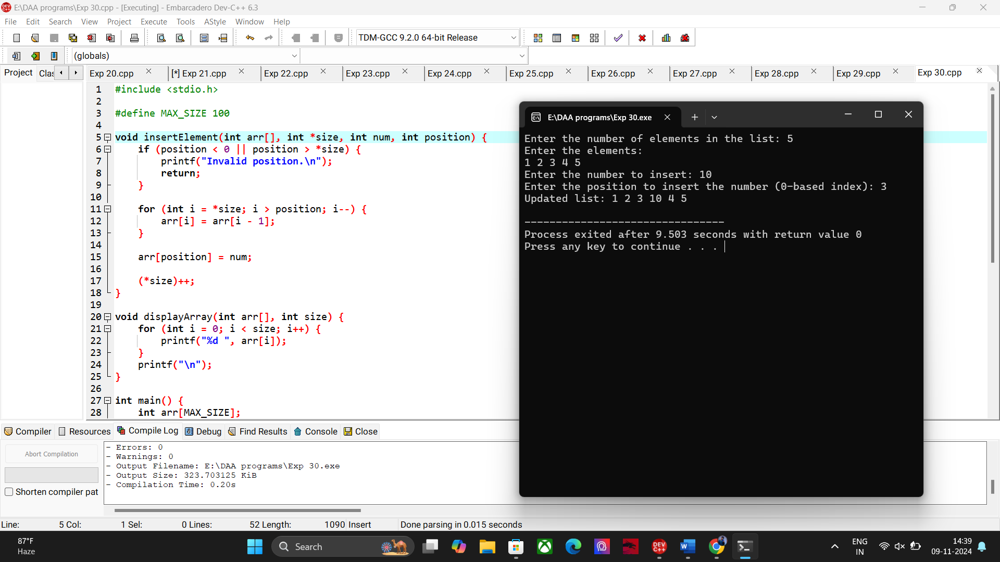 E:\DAA programs\Exp 30.cpp - [Executing] - Embarcadero Dev-C++ 6.3
File Edit Search View Project Execute Tools AStyle Window Help
TDM-GCC 9.2.0 64-bit Release
(globals)
Project Clas Exp 20.cpp [*] Exp 21.cpp Exp 22.cpp Exp 23.cpp Exp 24.cpp Exp 25.cpp Exp 26.cpp Exp 27.cpp Exp 28.cpp Exp 29.cpp Exp 30.cpp
1 #include <stdio.h>
2
3 #define MAX_SIZE 100
4
5 void insertElement(int arr[], int *size, int num, int position) {
6 if (position < 0 || position > *size) {
7 printf("Invalid position.\n");
8 return;
9 }
10
11 for (int i = *size; i > position; i--) {
12 arr[i] = arr[i - 1];
13 }
14
15 arr[position] = num;
16
17 (*size)++;
18 }
19
20 void displayArray(int arr[], int size) {
21 for (int i = 0; i < size; i++) {
22 printf("%d ", arr[i]);
23 }
24 printf("\n");
25 }
26
27 int main() {
28 int arr[MAX_SIZE];
E:\DAA programs\Exp 30.exe
Enter the number of elements in the list: 5
Enter the elements:
1 2 3 4 5
Enter the number to insert: 10
Enter the position to insert the number (0-based index): 3
Updated list: 1 2 3 10 4 5
--------------------------------
Process exited after 9.503 seconds with return value 0
Press any key to continue . . .
Compiler Resources Compile Log Debug Find Results Console Close
Abort Compilation
Shorten compiler pat
- Errors: 0
- Warnings: 0
- Output Filename: E:\DAA programs\Exp 30.exe
- Output Size: 323.703125 KiB
- Compilation Time: 0.20s
Line: 5 Col: 1 Sel: 0 Lines: 52 Length: 1090 Insert Done parsing in 0.015 seconds
87°F
Haze
Search
DEV
C++
W
ENG
IN
14:39
09-11-2024